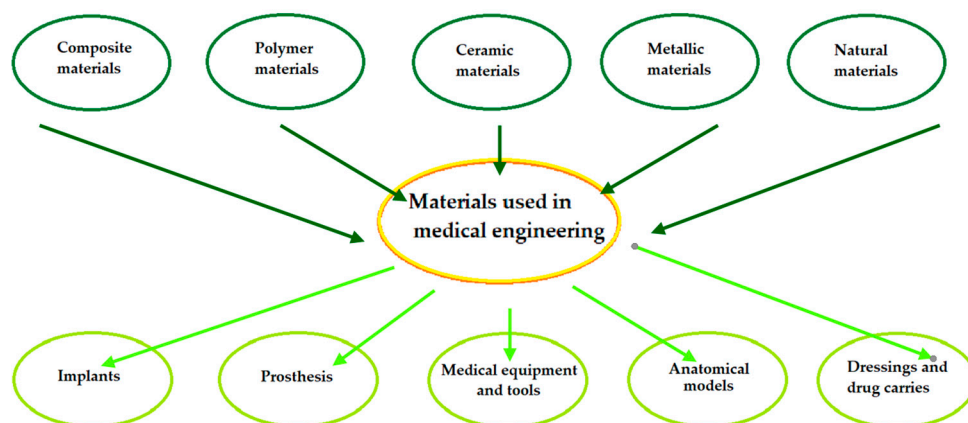 Composite
materials
Polymer
materials
Ceramic
materials
Metallic
materials
Natural
materials
Materials used in
medical engineering
Implants
Prosthesis
Medical equipment
and tools
Anatomical
models
Dressings and
drug carries